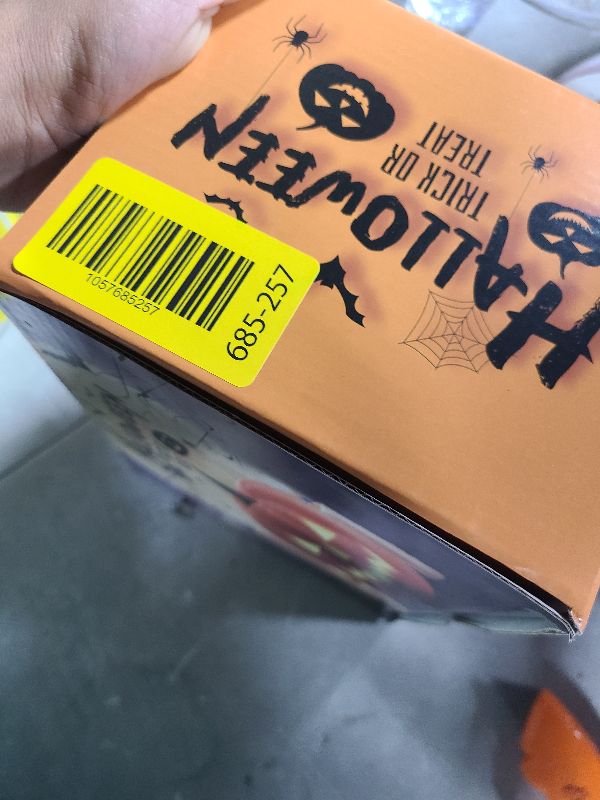 HALLOWEEN
TRICK OR
TREAT
1057685257
685-257